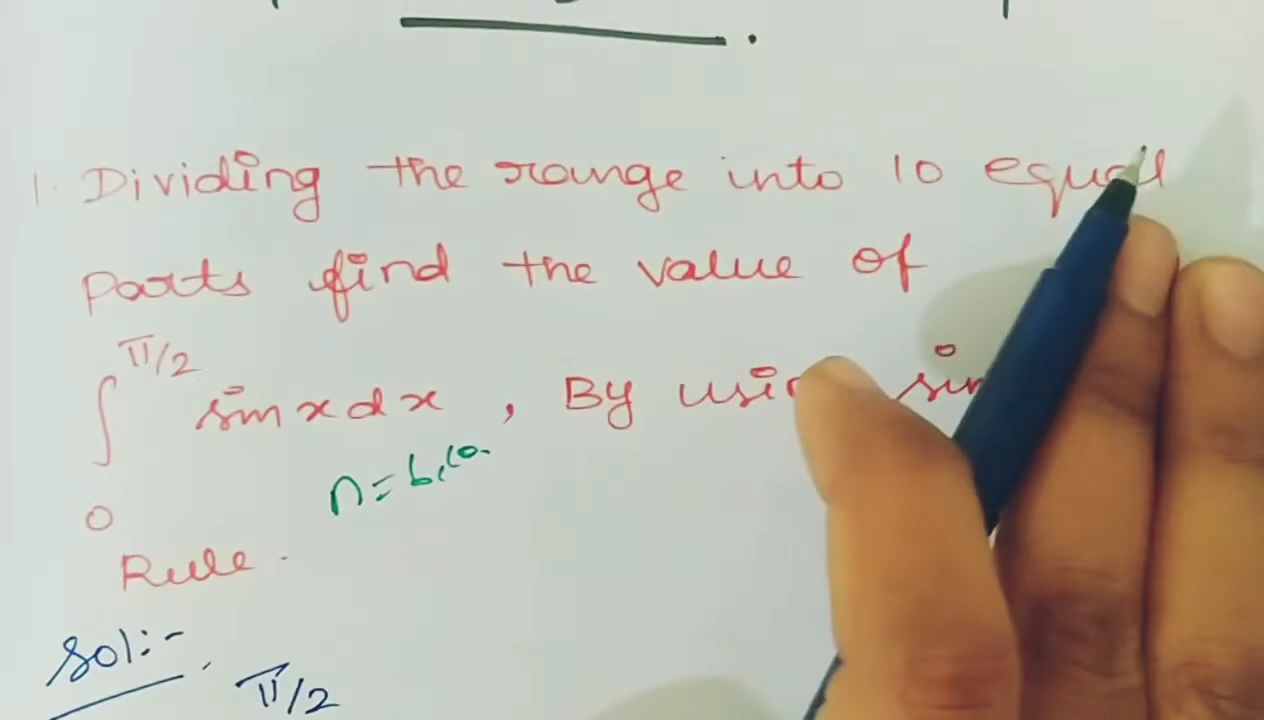 1. Dividing the range into 10 equal
Parts find the value of
∫ π/2 0 sin x dx , By
n = 6, 10.
Rule.
Sol:-
π/2